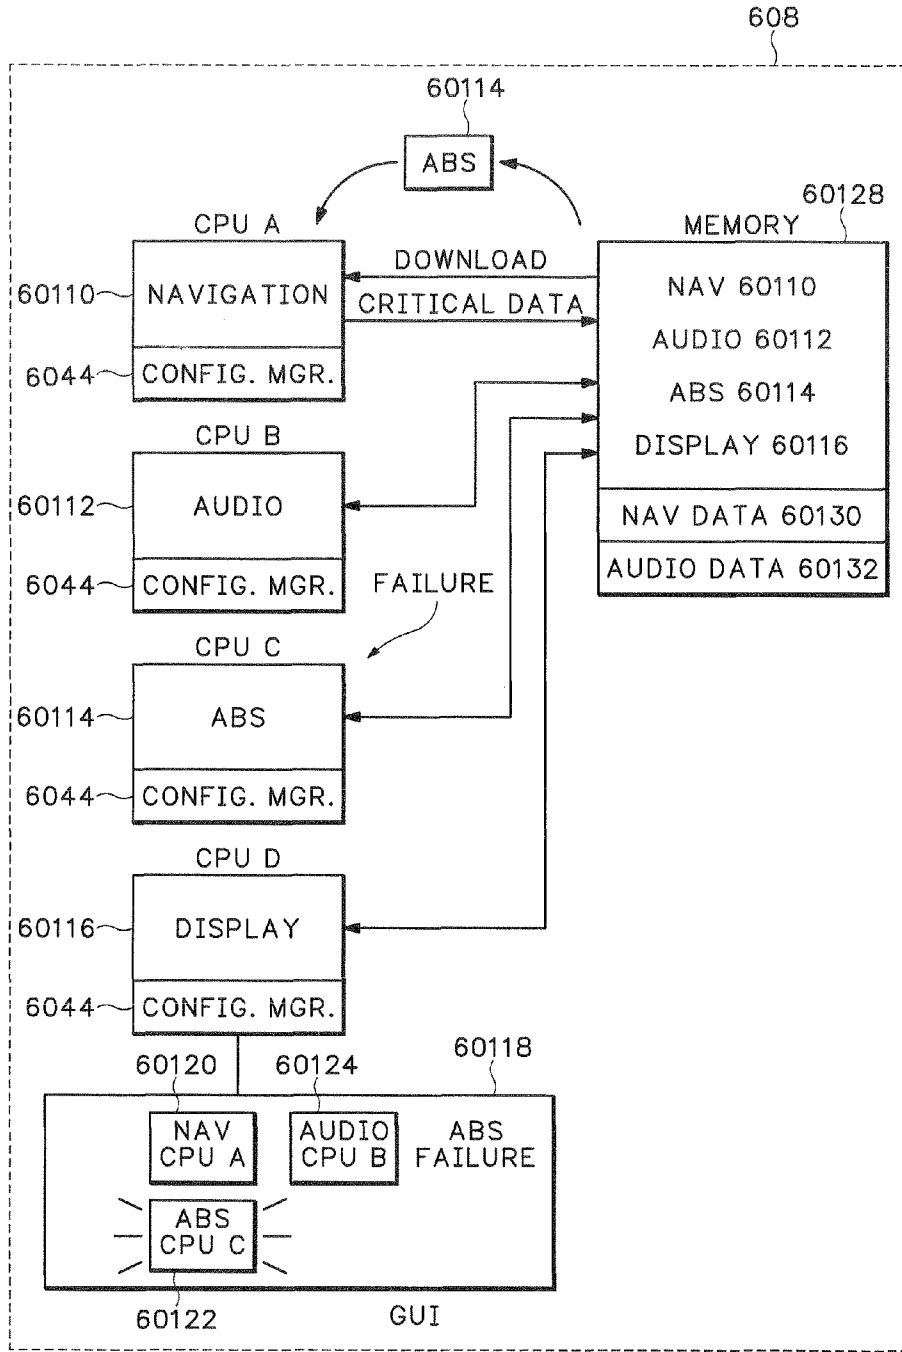 608
60114
ABS
60128
CPU A
MEMORY
60110
NAVIGATION
DOWNLOAD
CRITICAL DATA
NAV 60110
AUDIO 60112
ABS 60114
DISPLAY 60116
NAV DATA 60130
AUDIO DATA 60132
6044
CONFIG. MGR.
CPU B
60112
AUDIO
6044
CONFIG. MGR.
FAILURE
CPU C
60114
ABS
6044
CONFIG. MGR.
CPU D
60116
DISPLAY
6044
CONFIG. MGR.
60120
60124
60118
NAV
CPU A
AUDIO
CPU B
ABS
FAILURE
ABS
CPU C
60122
GUI